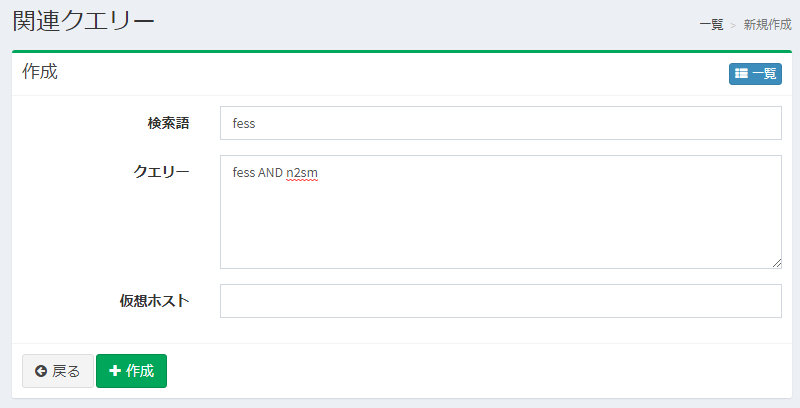 関連クエリー
一覧 > 新規作成
作成
一覧
検索語 fess
クエリー fess AND n2sm
仮想ホスト
戻る 作成